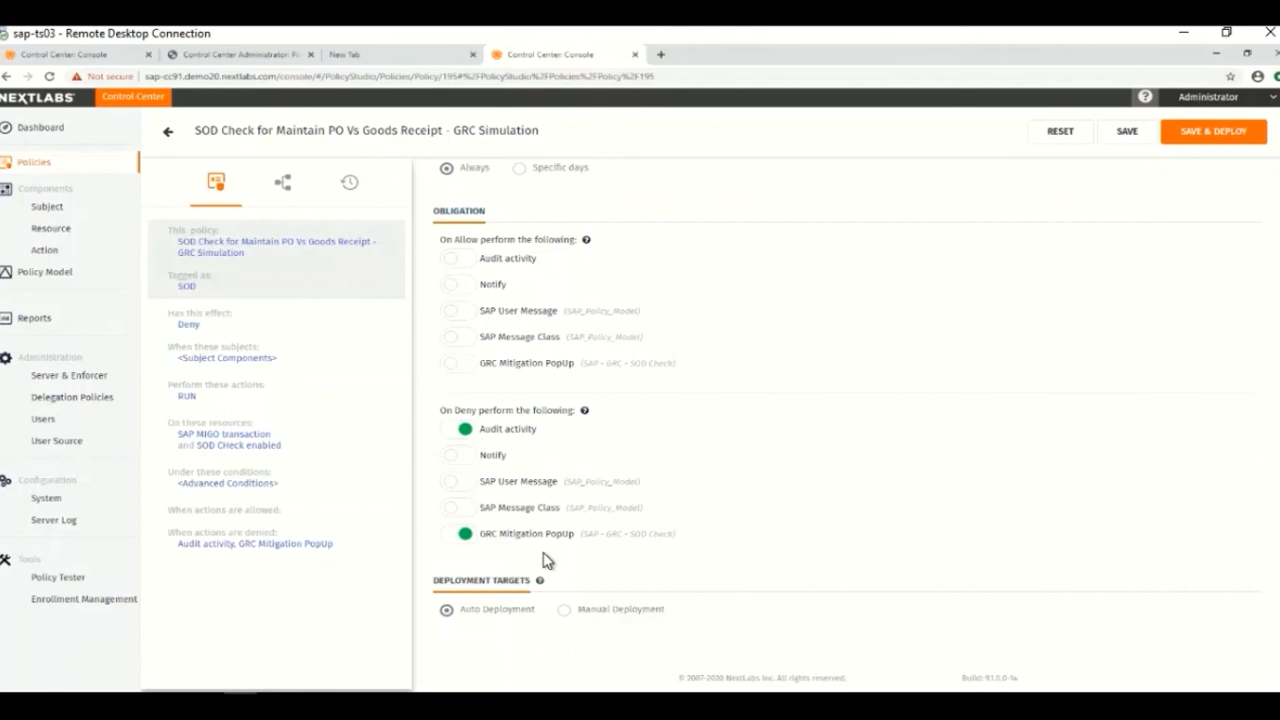 sap-ts03 - Remote Desktop Connection
Control Center Console
Control Center Administrator
New Tab
Control Center Console
Not secure
sap-cc91.demo20.nextlabs.com/console/#/PolicyStudio/Policies/Policy/195#%2FPolicyStudio%2FPolicies%2FPolicy%2F195
NEXTLABS
Control Center
Administrator
Dashboard
Policies
Components
Subject
Resource
Action
Policy Model
Reports
Administration
Server & Enforcer
Delegation Policies
Users
User Source
Configuration
System
Server Log
Tools
Policy Tester
Enrollment Management
SOD Check for Maintain PO Vs Goods Receipt - GRC Simulation
RESET
SAVE
SAVE & DEPLOY
This policy:
SOD Check for Maintain PO Vs Goods Receipt -
GRC Simulation
Tagged as:
SOD
Has this effect:
Deny
When these subjects:
<Subject Components>
Perform these actions:
RUN
On these resources:
SAP MIGO transaction
and SOD CHeck enabled
Under these conditions:
<Advanced Conditions>
When actions are allowed:
When actions are denied:
Audit activity, GRC Mitigation PopUp
Always
Specific days
OBLIGATION
On Allow perform the following:
Audit activity
Notify
SAP User Message (SAP_Policy_Model)
SAP Message Class (SAP_Policy_Model)
GRC Mitigation PopUp (SAP - GRC - SOD Check)
On Deny perform the following:
Audit activity
Notify
SAP User Message (SAP_Policy_Model)
SAP Message Class (SAP_Policy_Model)
GRC Mitigation PopUp (SAP - GRC - SOD Check)
DEPLOYMENT TARGETS
Auto Deployment
Manual Deployment
© 2007-2020 NextLabs Inc. All rights reserved.
Build: 9.1.0.0-14